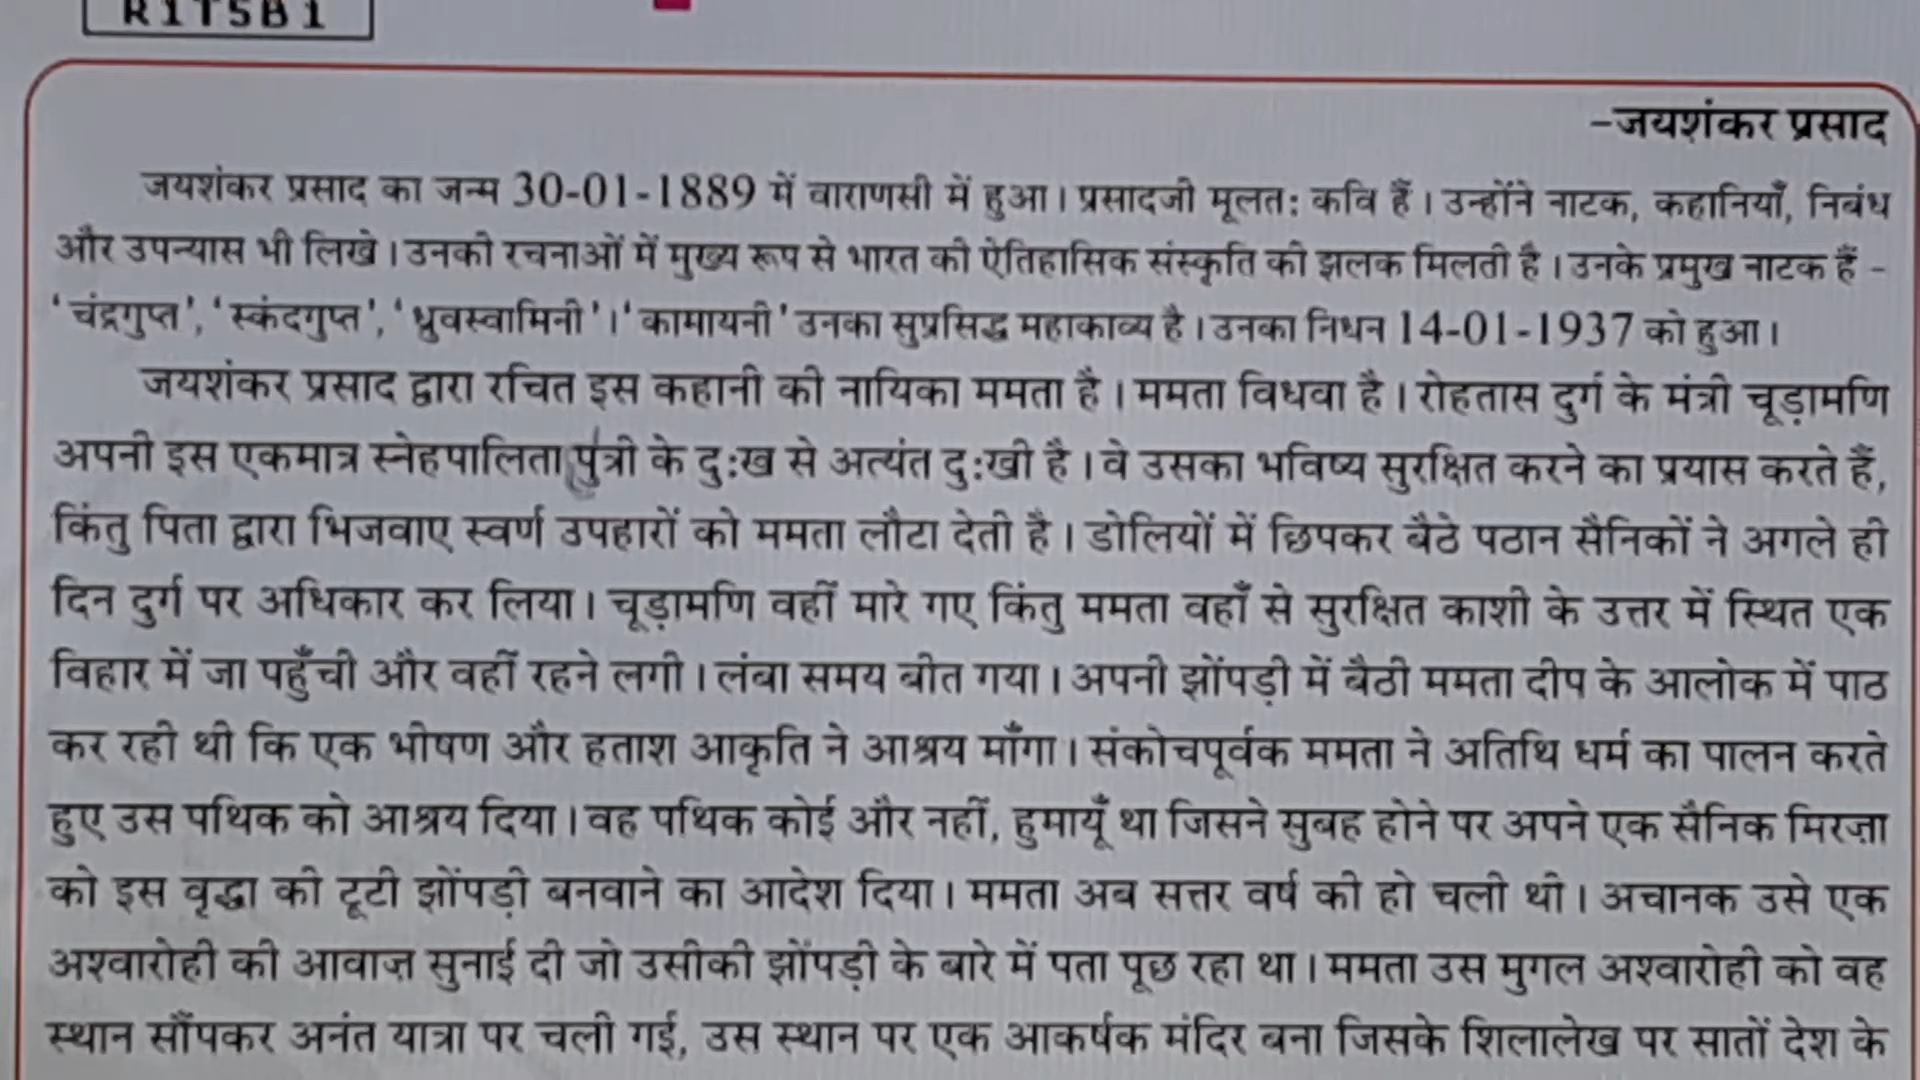 R1T5B1
-जयशंकर प्रसाद
जयशंकर प्रसाद का जन्म 30-01-1889 में वाराणसी में हुआ। प्रसादजी मूलत: कवि हैं। उन्होंने नाटक, कहानियाँ, निबंध
और उपन्यास भी लिखे। उनकी रचनाओं में मुख्य रूप से भारत की ऐतिहासिक संस्कृति की झलक मिलती है। उनके प्रमुख नाटक हैं -
'चंद्रगुप्त', 'स्कंदगुप्त', 'ध्रुवस्वामिनी'। 'कामायनी' उनका सुप्रसिद्ध महाकाव्य है। उनका निधन 14-01-1937 को हुआ।
जयशंकर प्रसाद द्वारा रचित इस कहानी की नायिका ममता है। ममता विधवा है। रोहतास दुर्ग के मंत्री चूड़ामणि
अपनी इस एकमात्र स्नेहपालिता पुत्री के दु:ख से अत्यंत दु:खी है। वे उसका भविष्य सुरक्षित करने का प्रयास करते हैं,
किंतु पिता द्वारा भिजवाए स्वर्ण उपहारों को ममता लौटा देती है। डोलियों में छिपकर बैठे पठान सैनिकों ने अगले ही
दिन दुर्ग पर अधिकार कर लिया। चूड़ामणि वहीं मारे गए किंतु ममता वहाँ से सुरक्षित काशी के उत्तर में स्थित एक
विहार में जा पहुँची और वहीं रहने लगी। लंबा समय बीत गया। अपनी झोंपड़ी में बैठी ममता दीप के आलोक में पाठ
कर रही थी कि एक भीषण और हताश आकृति ने आश्रय माँगा। संकोचपूर्वक ममता ने अतिथि धर्म का पालन करते
हुए उस पथिक को आश्रय दिया। वह पथिक कोई और नहीं, हुमायूँ था जिसने सुबह होने पर अपने एक सैनिक मिरज़ा
को इस वृद्धा की टूटी झोंपड़ी बनवाने का आदेश दिया। ममता अब सत्तर वर्ष की हो चली थी। अचानक उसे एक
अश्वारोही की आवाज़ सुनाई दी जो उसीकी झोंपड़ी के बारे में पता पूछ रहा था। ममता उस मुगल अश्वारोही को वह
स्थान सौंपकर अनंत यात्रा पर चली गई, उस स्थान पर एक आकर्षक मंदिर बना जिसके शिलालेख पर सातों देश के